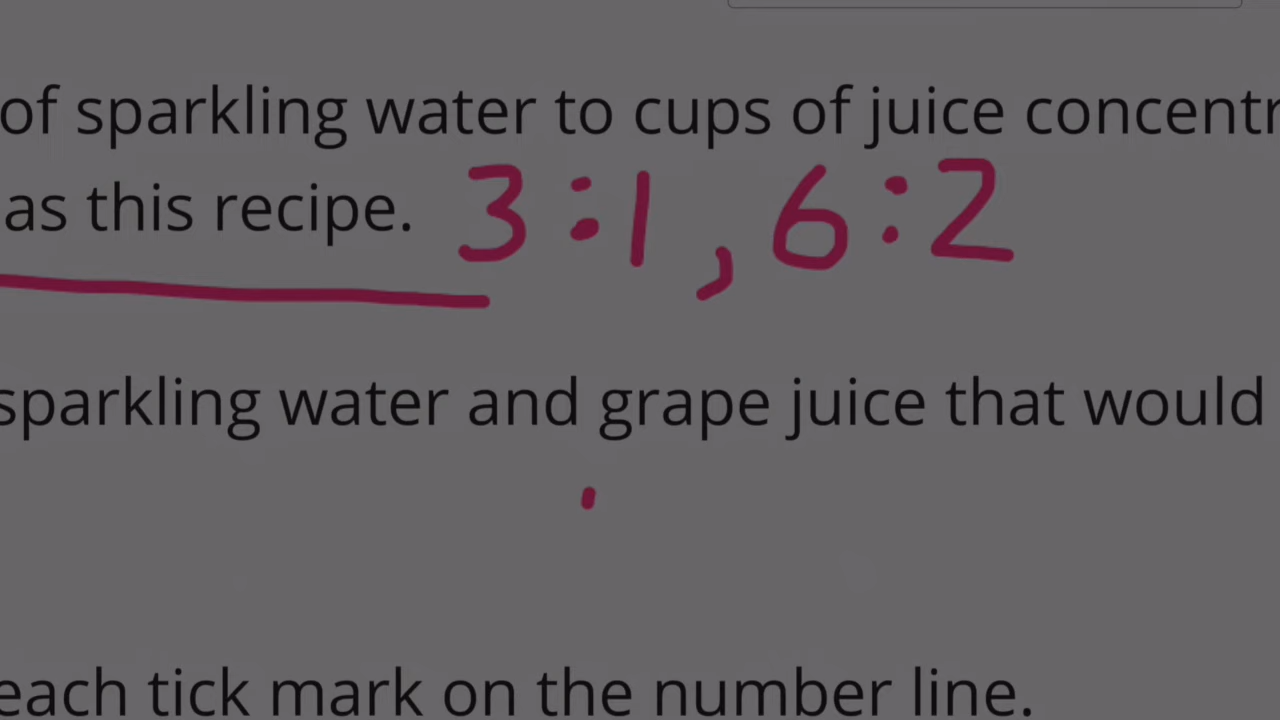 of sparkling water to cups of juice
as this recipe. 3:1, 6:2
sparkling water and grape juice that would
each tick mark on the number line.